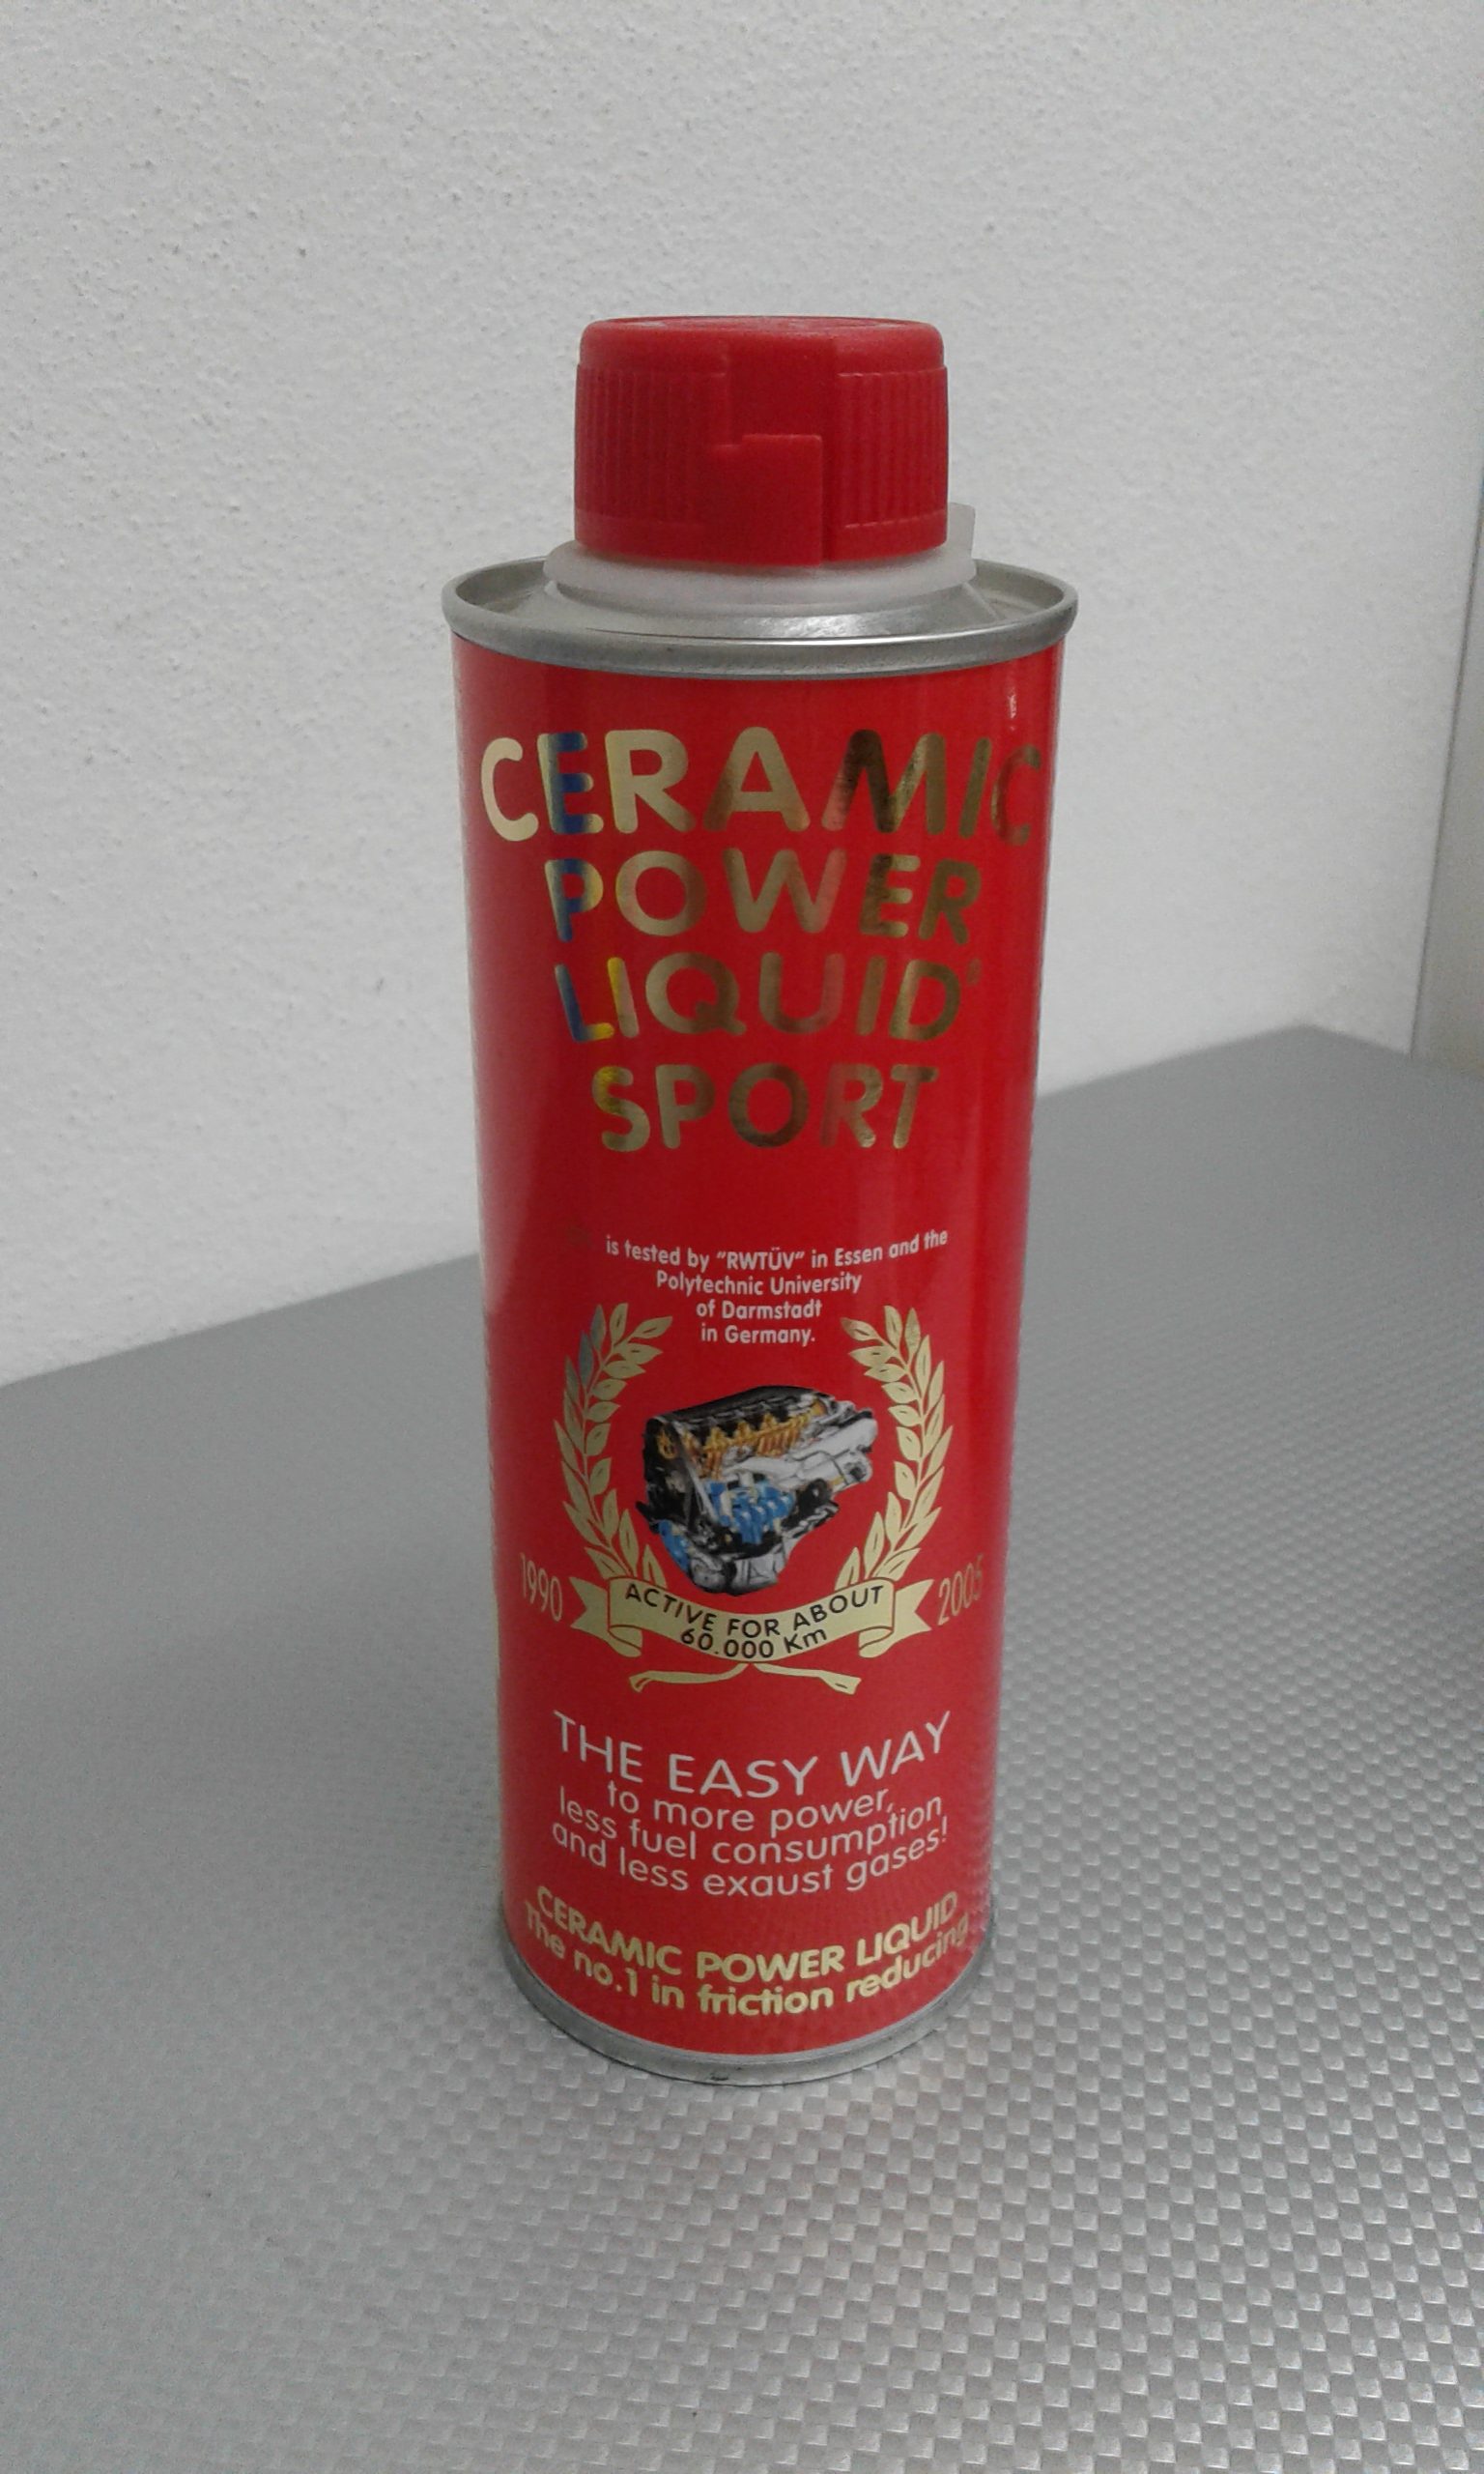 CERAMIC
POWER
LIQUID®
SPORT
is tested by "RWTÜV" in Essen and the
Polytechnic University
of Darmstadt
in Germany.
1990
2005
ACTIVE FOR ABOUT
60.000 Km
THE EASY WAY
to more power,
less fuel consumption
and less exaust gases!
CERAMIC POWER LIQUID
The no.1 in friction reducing